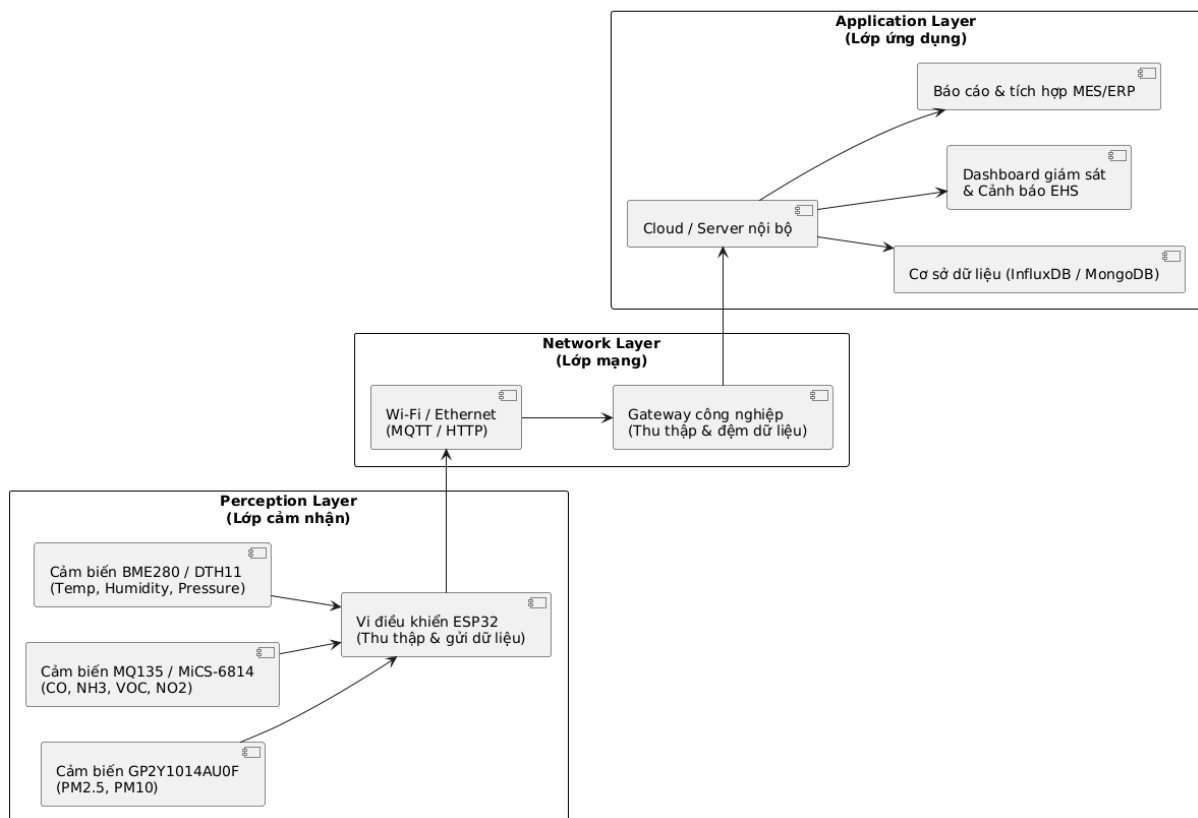 Application Layer
(Lớp ứng dụng)
Báo cáo & tích hợp MES/ERP
Dashboard giám sát
& Cảnh báo EHS
Cloud / Server nội bộ
Cơ sở dữ liệu (InfluxDB / MongoDB)
Network Layer
(Lớp mạng)
Wi-Fi / Ethernet
(MQTT / HTTP)
Gateway công nghiệp
(Thu thập & đệm dữ liệu)
Perception Layer
(Lớp cảm nhận)
Cảm biến BME280 / DTH11
(Temp, Humidity, Pressure)
Vi điều khiển ESP32
(Thu thập & gửi dữ liệu)
Cảm biến MQ135 / MiCS-6814
(CO, NH3, VOC, NO2)
Cảm biến GP2Y1014AU0F
(PM2.5, PM10)